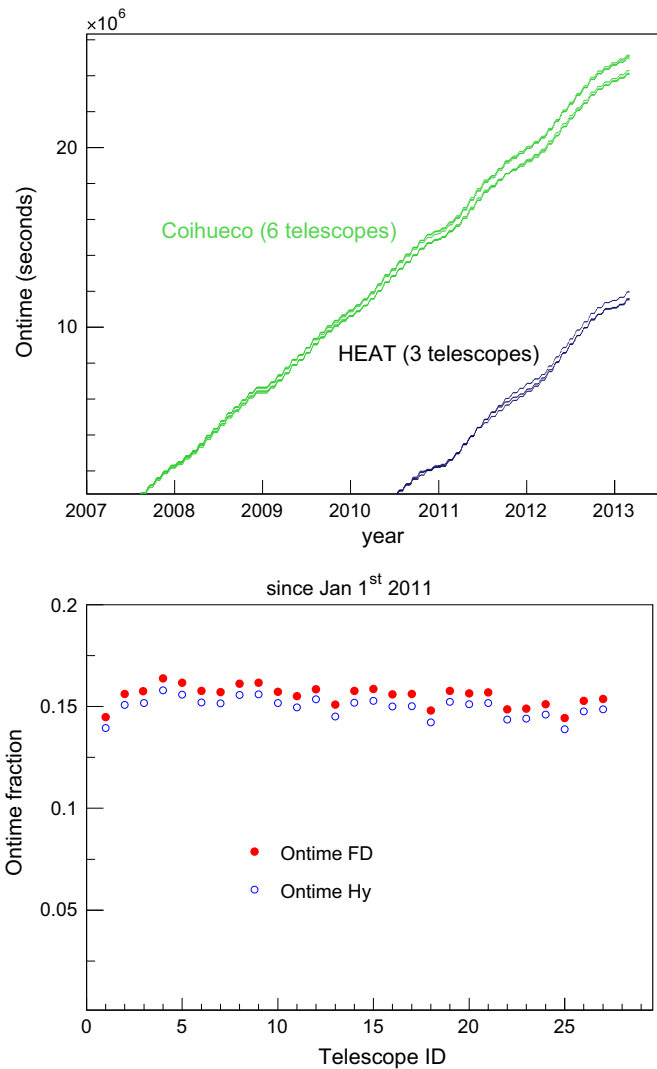 ×10⁶
20
10
Ontime (seconds)
Coihueco (6 telescopes)
HEAT (3 telescopes)
2007 2008 2009 2010 2011 2012 2013
year
since Jan 1ˢᵗ 2011
0.2
0.15
0.1
0.05
Ontime fraction
Ontime FD
Ontime Hy
0 5 10 15 20 25
Telescope ID